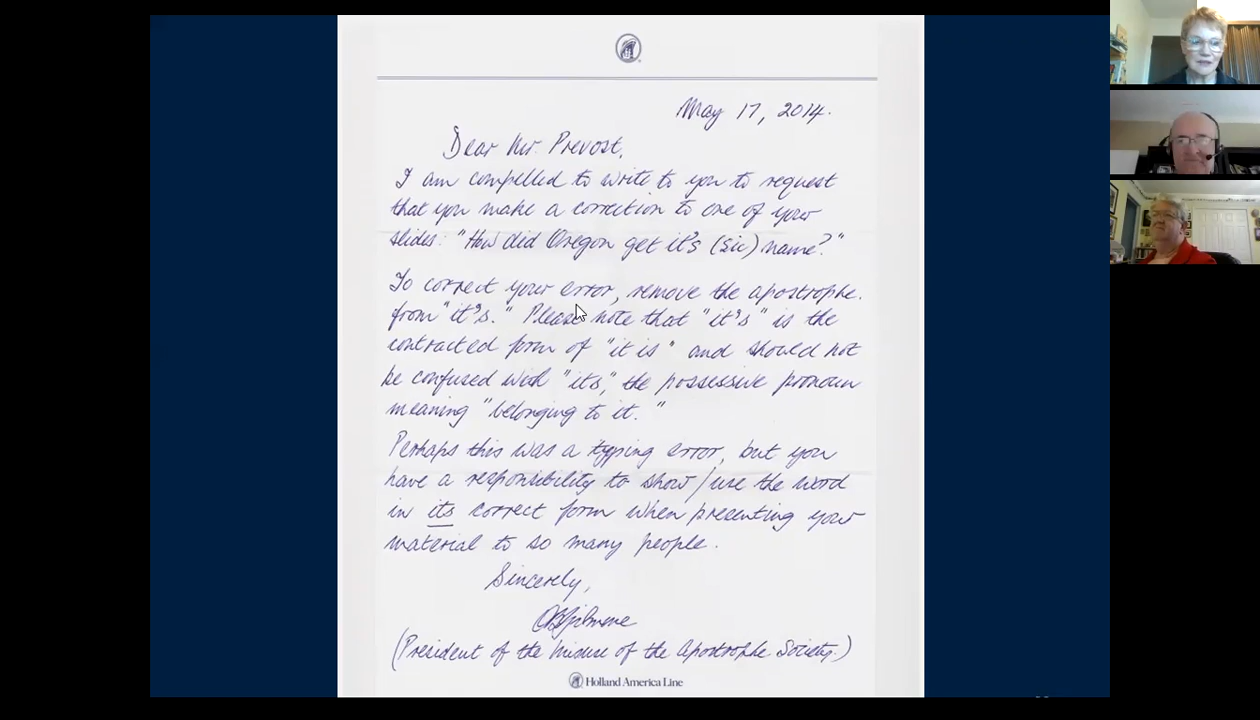 May 17, 2014.
Dear Mr. Prevost,
I am compelled to write to you to request
that you make a correction to one of your
slides: "How did Oregon get it's (sic) name?"
To correct your error, remove the apostrophe
from "it's." Please note that "it's" is the
contracted form of "it is" and should not
be confused with "its," the possessive pronoun
meaning "belonging to it."
Perhaps this was a typing error, but you
have a responsibility to show/use the word
in its correct form when presenting your
material to so many people.
Sincerely,
(President of the Misuse of the Apostrophe Society.)
Holland America Line